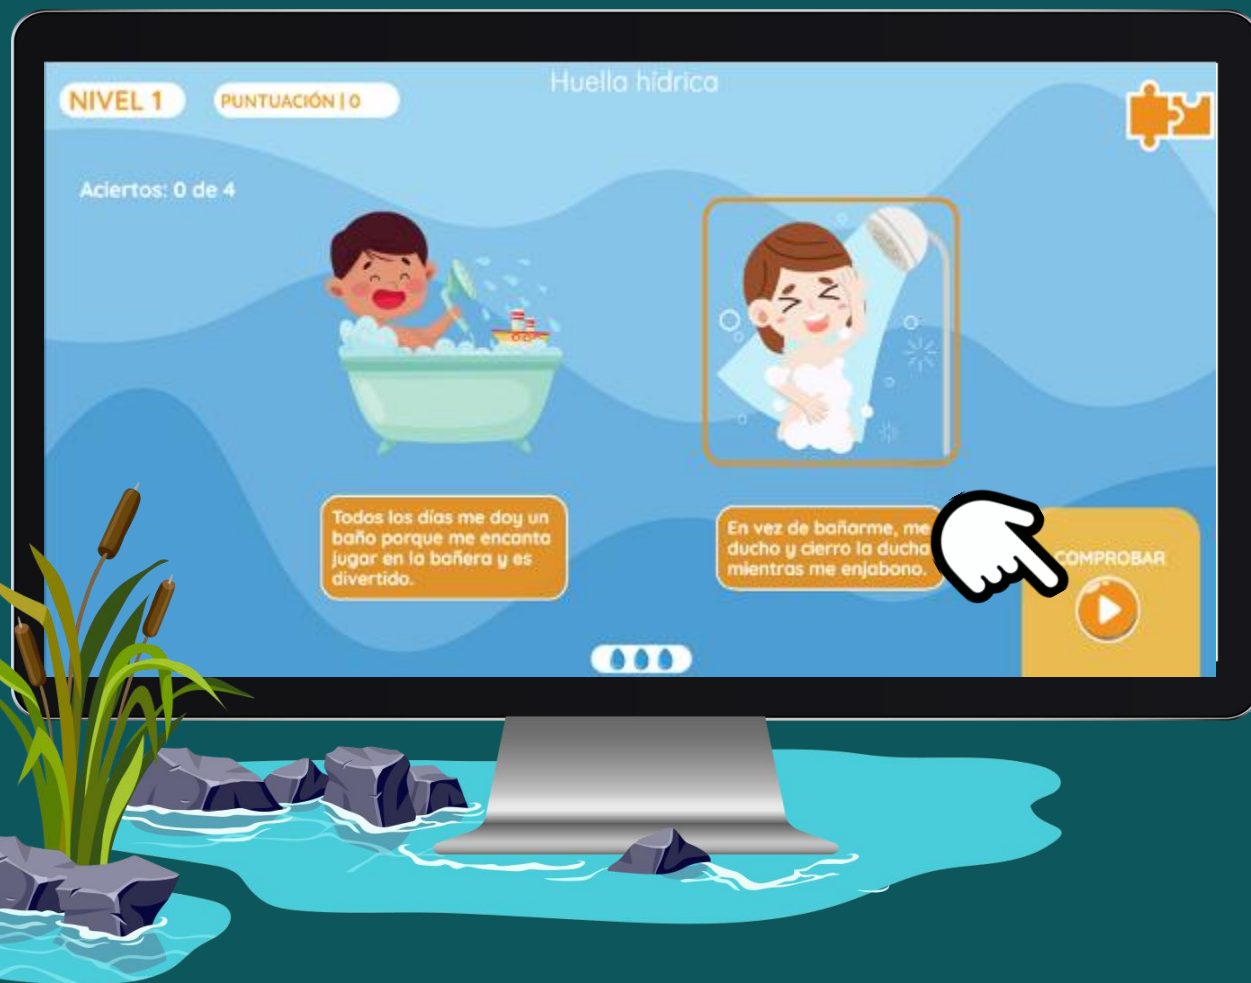 Huella hídrica
NIVEL 1
PUNTUACIÓN | 0
Aciertos: 0 de 4
Todos los días me doy un
baño porque me encanta
jugar en la bañera y es
divertido.
En vez de bañarme, me
ducho y cierro la ducha
mientras me enjabono.
COMPROBAR